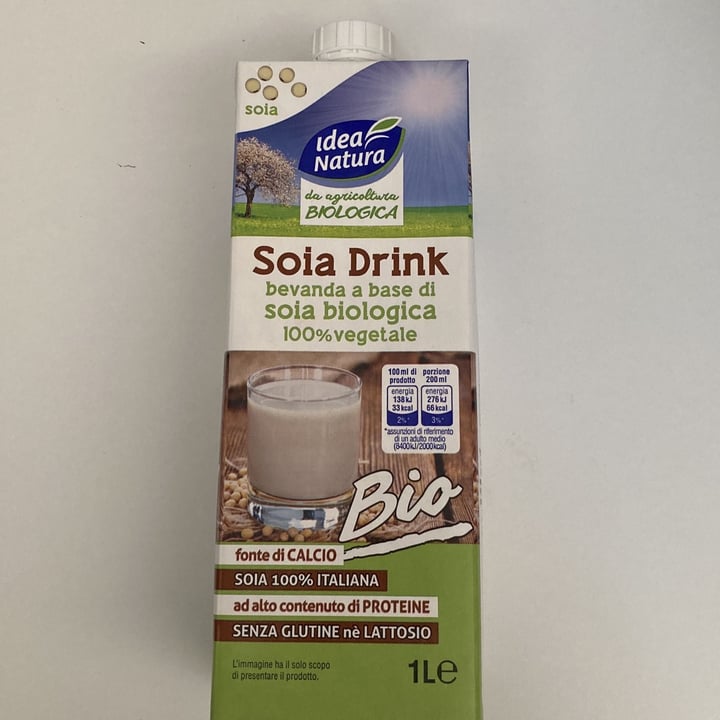 soia
Idea
Natura
da agricoltura
BIOLOGICA
Soia Drink
bevanda a base di
soia biologica
100% vegetale
100 ml di
prodotto
energia
138 kJ
33 kcal
2%*
porzione
200 ml
energia
276 kJ
66 kcal
3%*
*assunzioni di riferimento
di un adulto medio
(8400kJ/2000kcal)
Bio
fonte di CALCIO
SOIA 100% ITALIANA
ad alto contenuto di PROTEINE
SENZA GLUTINE nè LATTOSIO
L'immagine ha il solo scopo
di presentare il prodotto.
1L℮